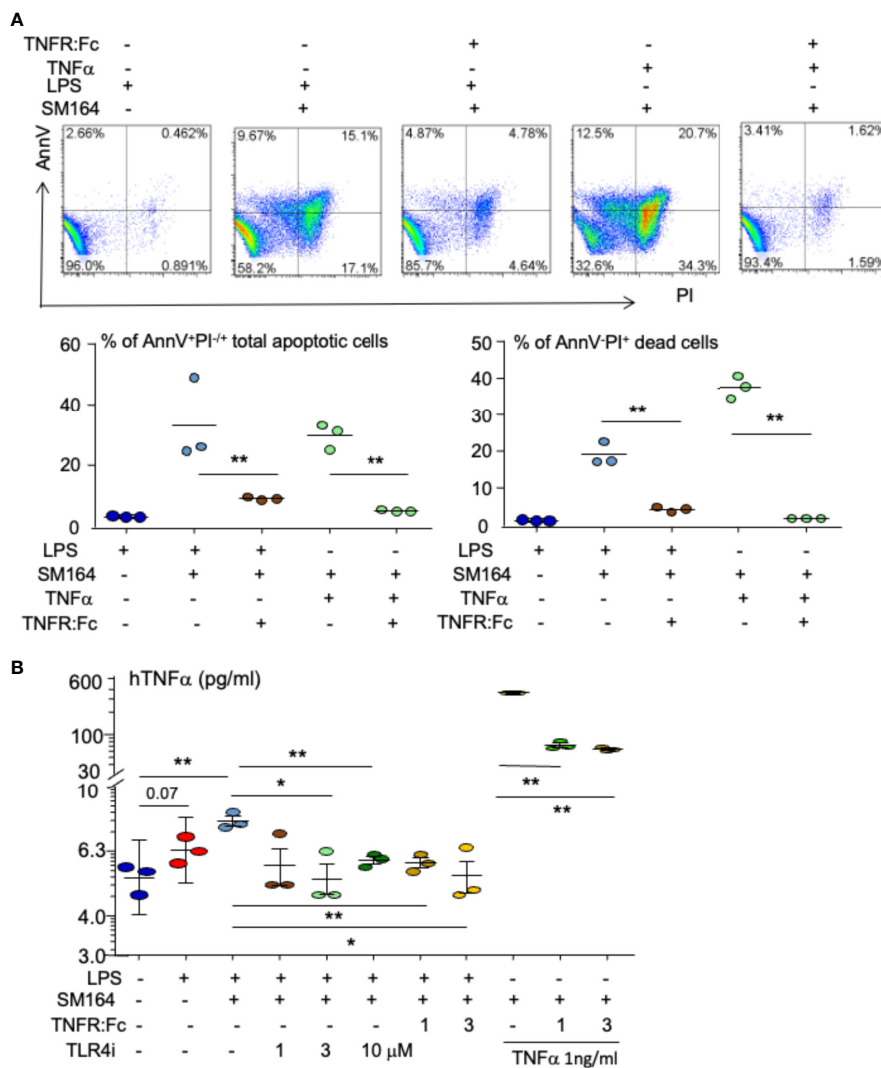 A
TNFR:Fc - - + - +
TNFα - - - + +
LPS + + + - -
SM164 - + + + +
AnnV
2.66% 0.462% 9.67% 15.1% 4.87% 4.78% 12.5% 20.7% 3.41% 1.62%
96.0% 0.891% 58.2% 17.1% 85.7% 4.64% 32.6% 34.3% 93.4% 1.59%
PI
% of AnnV+PI-/+ total apoptotic cells
60
40
20
0
** **
LPS + + + - -
SM164 - + + + +
TNFα - - - + +
TNFR:Fc - - + - +
% of AnnV-PI+ dead cells
50
40
30
20
10
0
** **
LPS + + + - -
SM164 - + + + +
TNFα - - - + +
TNFR:Fc - - + - +
B
hTNFα (pg/ml)
600
100
30
10
6.3
4.0
3.0
** **
0.07 *
**
*
**
**
LPS - + + + + + + +
SM164 - - + + + + + + + + +
TNFR:Fc - - - - - - 1 3 - 1 3
TLR4i - - - 1 3 10 μM - -
TNFα 1ng/ml